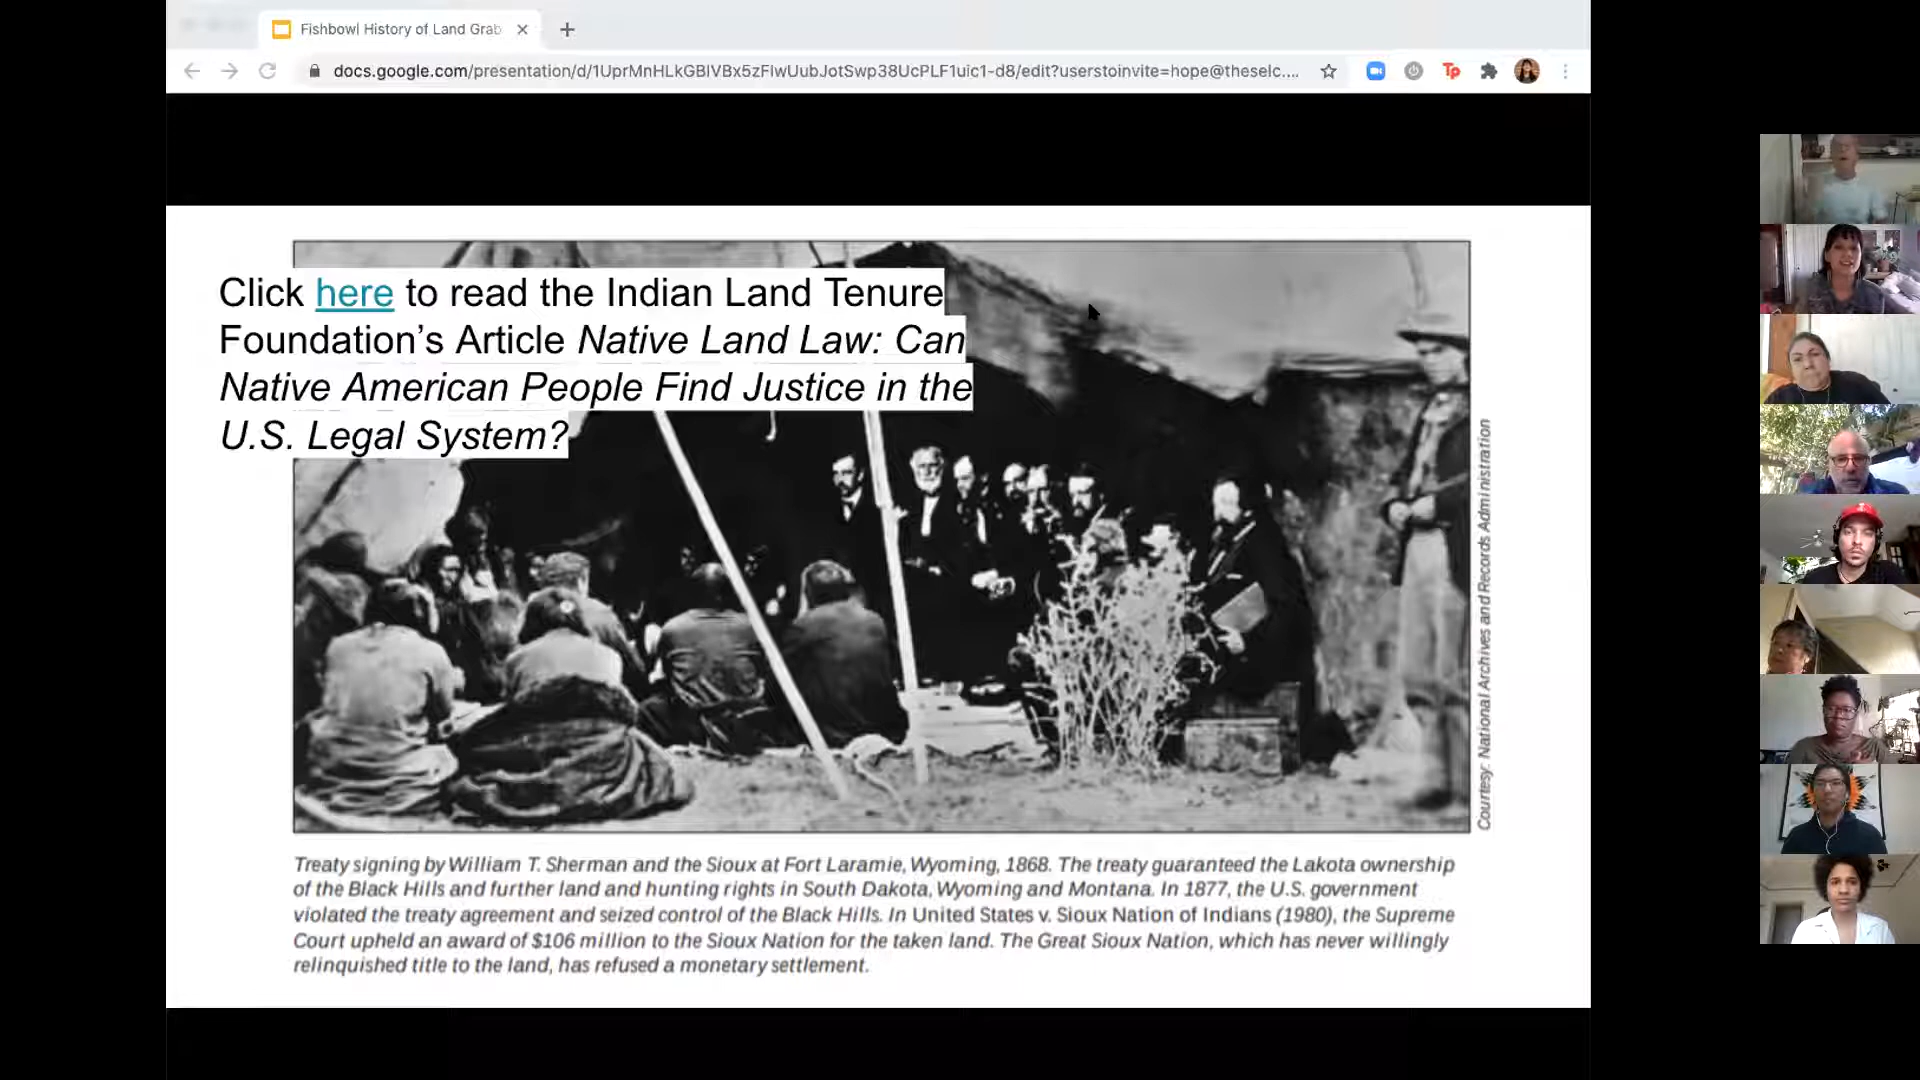 Fishbowl History of Land Grab
docs.google.com/presentation/d/1UprMnHLkGBlVBx5zFlwUubJotSwp38UcPLF1uic1-d8/edit?userstoinvite=hope@theselc....
Click here to read the Indian Land Tenure
Foundation’s Article Native Land Law: Can
Native American People Find Justice in the
U.S. Legal System?
Courtesy: National Archives and Records Administration
Treaty signing by William T. Sherman and the Sioux at Fort Laramie, Wyoming, 1868. The treaty guaranteed the Lakota ownership
of the Black Hills and further land and hunting rights in South Dakota, Wyoming and Montana. In 1877, the U.S. government
violated the treaty agreement and seized control of the Black Hills. In United States v. Sioux Nation of Indians (1980), the Supreme
Court upheld an award of $106 million to the Sioux Nation for the taken land. The Great Sioux Nation, which has never willingly
relinquished title to the land, has refused a monetary settlement.